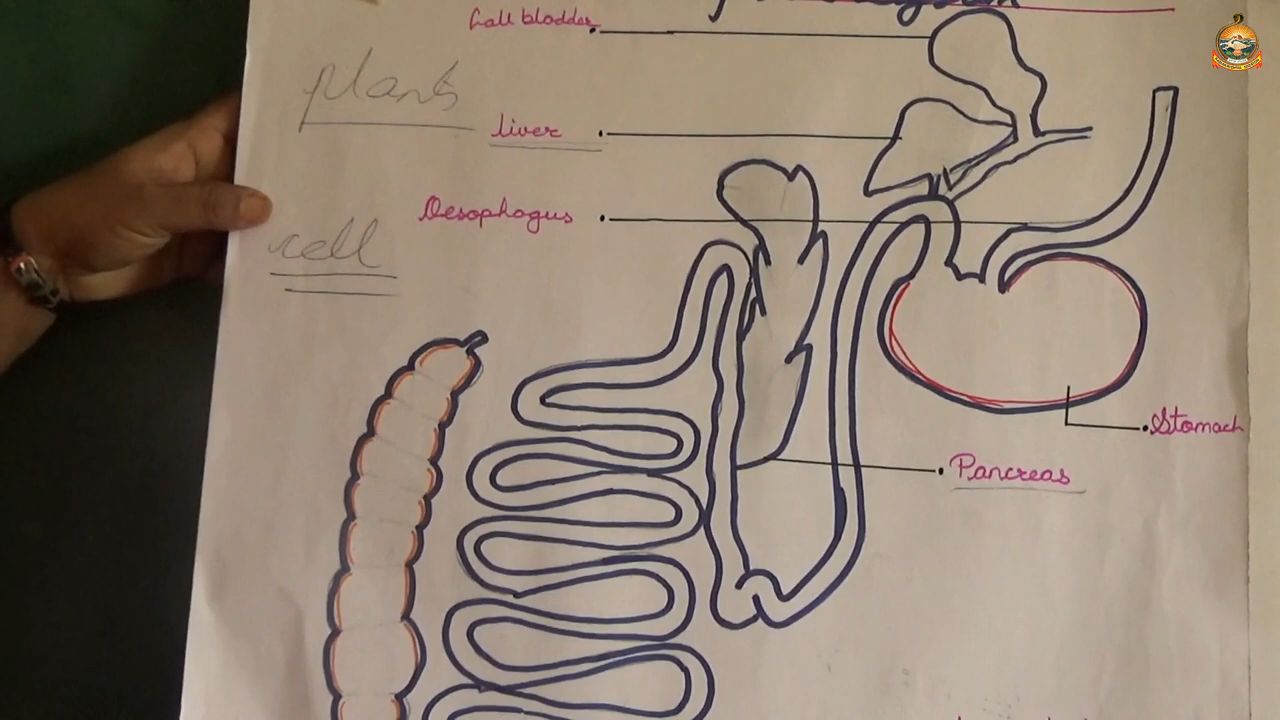 Gall bladder
plants
liver
Oesophagus
cell
Stomach
Pancreas